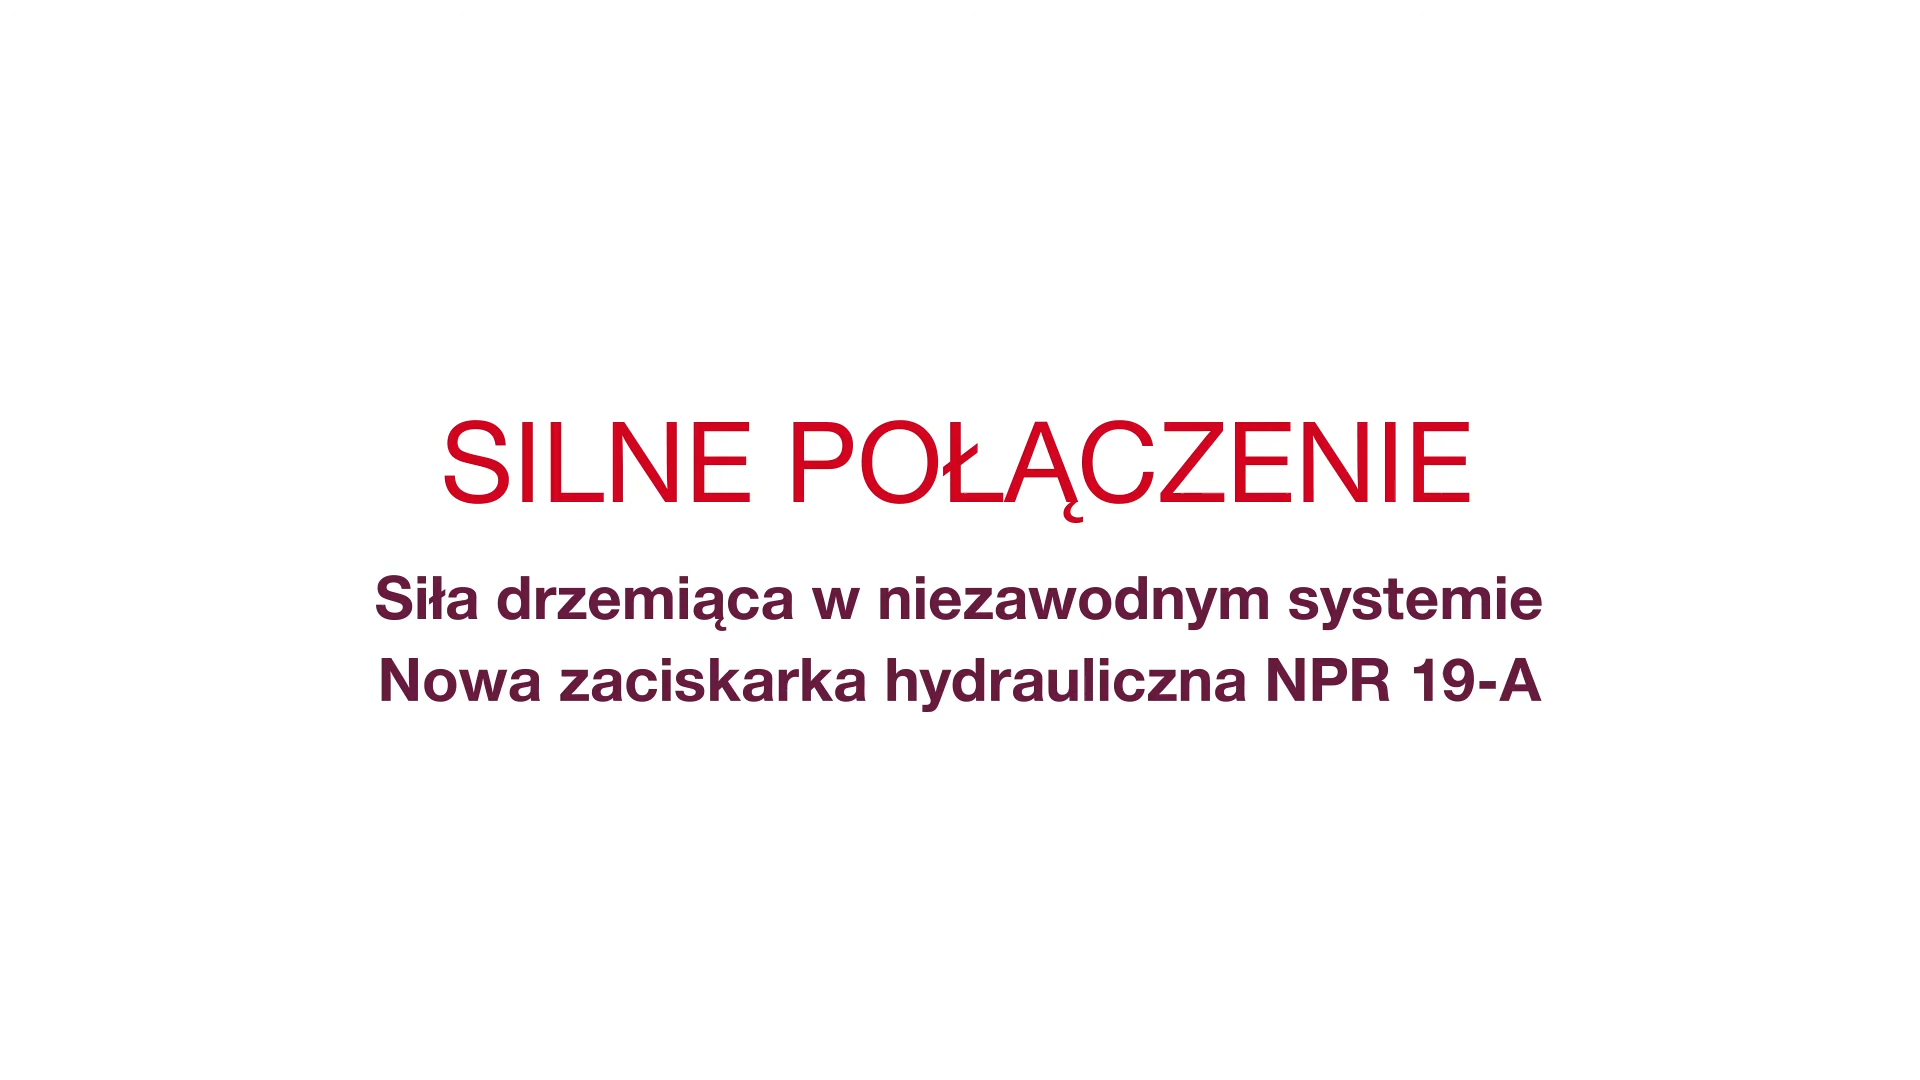 SILNE POŁĄCZENIE
Siła drzemiąca w niezawodnym systemie
Nowa zaciskarka hydrauliczna NPR 19-A